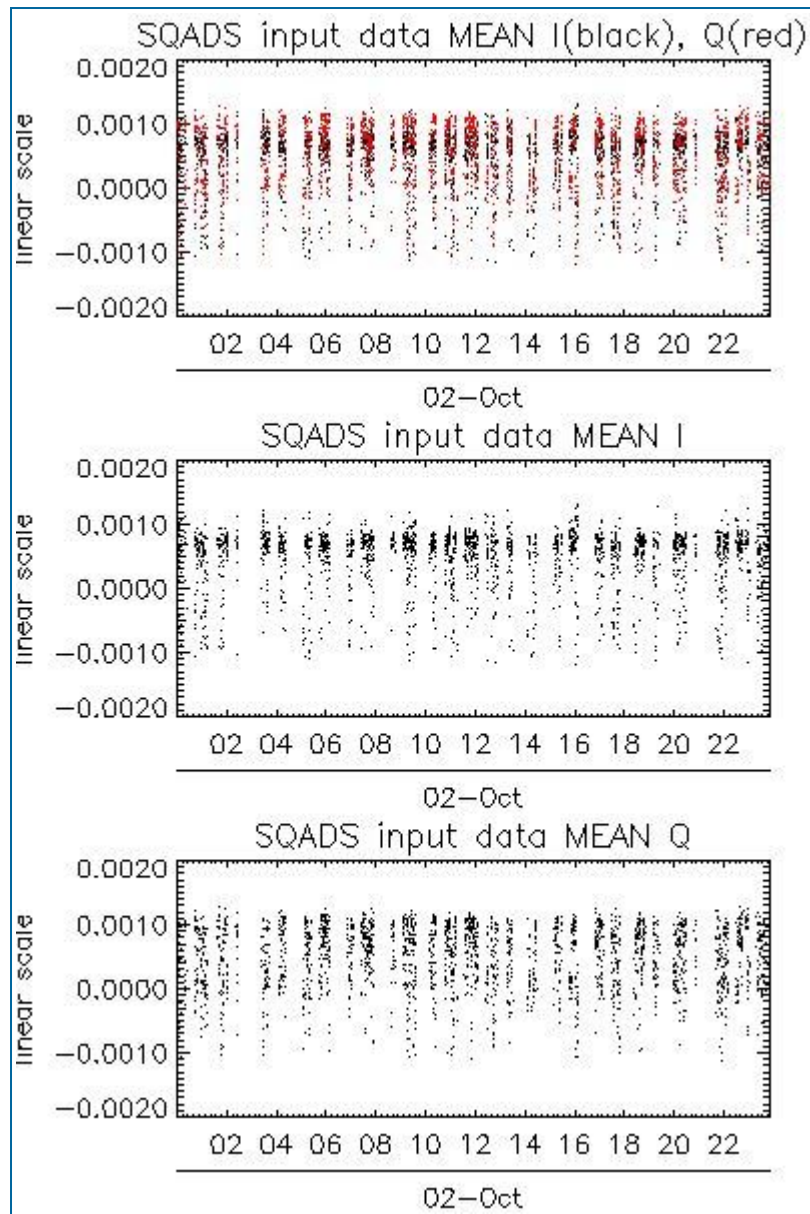 SQADS input data MEAN I(black), Q(red)
0.0020
0.0010
0.0000
−0.0010
−0.0020
linear scale
02 04 06 08 10 12 14 16 18 20 22
02−Oct
SQADS input data MEAN I
0.0020
0.0010
0.0000
−0.0010
−0.0020
linear scale
02 04 06 08 10 12 14 16 18 20 22
02−Oct
SQADS input data MEAN Q
0.0020
0.0010
0.0000
−0.0010
−0.0020
linear scale
02 04 06 08 10 12 14 16 18 20 22
02−Oct